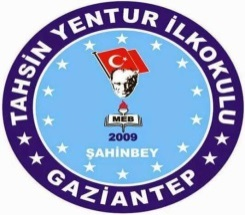 TAHSİN YENTUR İLKOKULU
MEB
2009
ŞAHİNBEY
GAZİANTEP